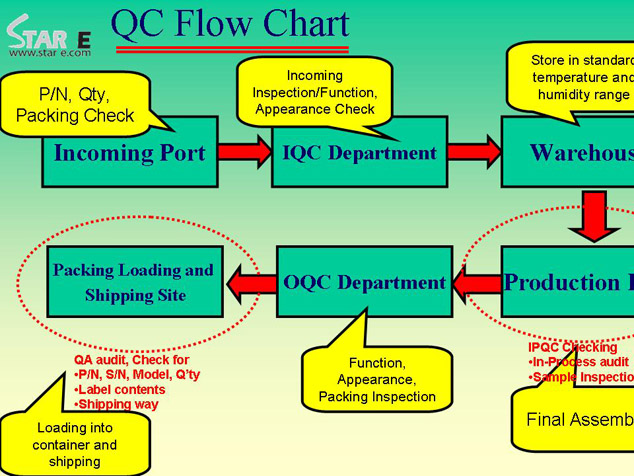 STAR E
www.star e.com
QC Flow Chart
P/N, Qty,
Packing Check
Incoming
Inspection/Function,
Appearance Check
Store in standard
temperature and
humidity range
Incoming Port
IQC Department
Warehous
Packing Loading and
Shipping Site
OQC Department
Production
QA audit, Check for
•P/N, S/N, Model, Q'ty
•Label contents
•Shipping way
Function,
Appearance,
Packing Inspection
IPQC Checking
•In-Process audit
•Sample Inspectio
Loading into
container and
shipping
Final Assemb